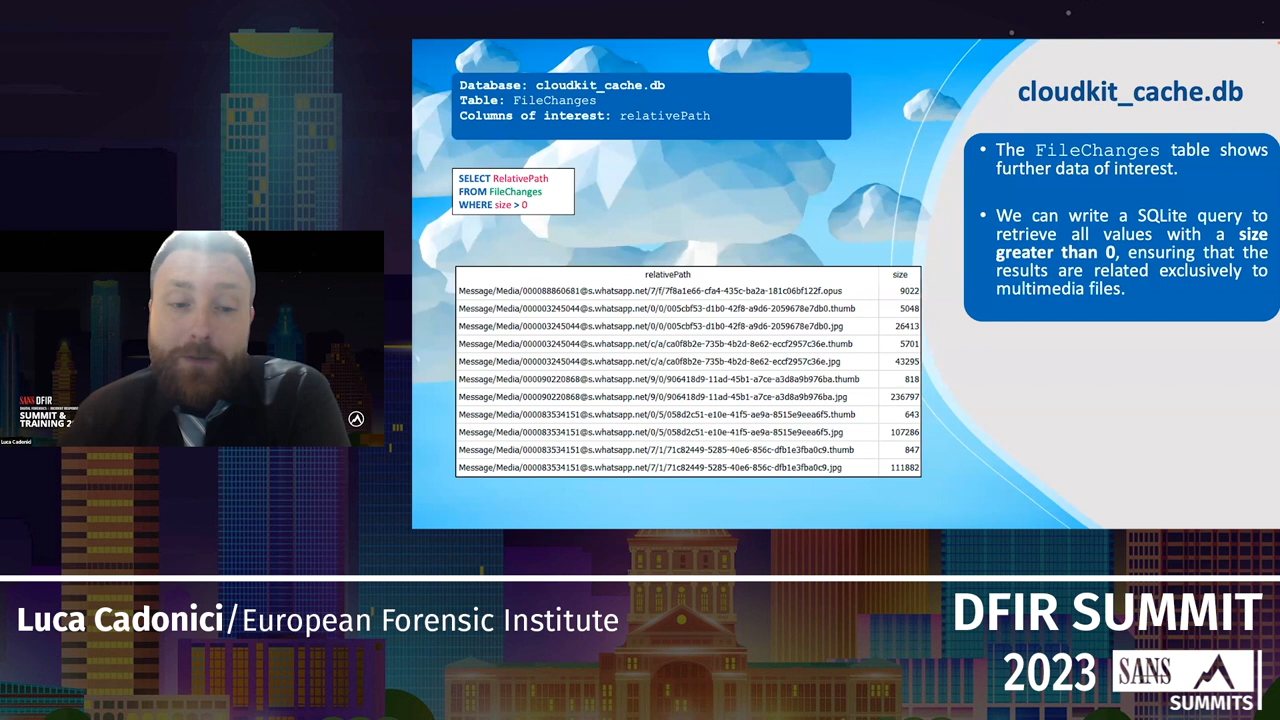 Database: cloudkit_cache.db
Table: FileChanges
Columns of interest: relativePath
SELECT RelativePath
FROM FileChanges
WHERE size > 0
relativePath size
Message/Media/000088860681@s.whatsapp.net/7/f/7f8a1e66-cfa4-435c-ba2a-181c06bf122f.opus 9022
Message/Media/000003245044@s.whatsapp.net/0/0/005cbf53-d1b0-42f8-a9d6-2059678e7db0.thumb 5048
Message/Media/000003245044@s.whatsapp.net/0/0/005cbf53-d1b0-42f8-a9d6-2059678e7db0.jpg 26413
Message/Media/000003245044@s.whatsapp.net/c/a/ca0f8b2e-735b-4b2d-8e62-eccf2957c36e.thumb 5701
Message/Media/000003245044@s.whatsapp.net/c/a/ca0f8b2e-735b-4b2d-8e62-eccf2957c36e.jpg 43295
Message/Media/000090220868@s.whatsapp.net/9/0/906418d9-11ad-45b1-a7ce-a3d8a9b976ba.thumb 818
Message/Media/000090220868@s.whatsapp.net/9/0/906418d9-11ad-45b1-a7ce-a3d8a9b976ba.jpg 236797
Message/Media/000083534151@s.whatsapp.net/0/5/058d2c51-e10e-41f5-ae9a-8515e9eea6f5.thumb 643
Message/Media/000083534151@s.whatsapp.net/0/5/058d2c51-e10e-41f5-ae9a-8515e9eea6f5.jpg 107286
Message/Media/000083534151@s.whatsapp.net/7/1/71c82449-5285-40e6-856c-dfb1e3fba0c9.thumb 847
Message/Media/000083534151@s.whatsapp.net/7/1/71c82449-5285-40e6-856c-dfb1e3fba0c9.jpg 111882
cloudkit_cache.db
• The FileChanges table shows
further data of interest.
• We can write a SQLite query to
retrieve all values with a size
greater than 0, ensuring that the
results are related exclusively to
multimedia files.
SANS DFIR
SUMMIT &
TRAINING 2
Luca Cadonici
Luca Cadonici/European Forensic Institute
DFIR SUMMIT
2023 SANS
SUMMITS